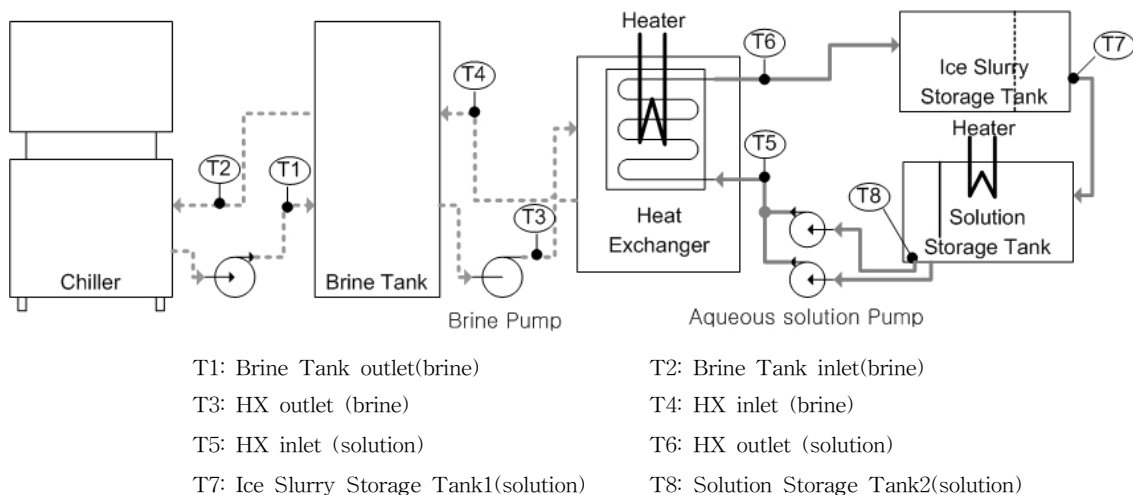 Heater
T6
T7
T4
Ice Slurry
Storage Tank
Heater
T2
T1
T5
T8
T3
Heat
Exchanger
Solution
Storage Tank
Chiller
Brine Tank
Brine Pump
Aqueous solution Pump
T1: Brine Tank outlet(brine)
T2: Brine Tank inlet(brine)
T3: HX outlet (brine)
T4: HX inlet (brine)
T5: HX inlet (solution)
T6: HX outlet (solution)
T7: Ice Slurry Storage Tank1(solution)
T8: Solution Storage Tank2(solution)